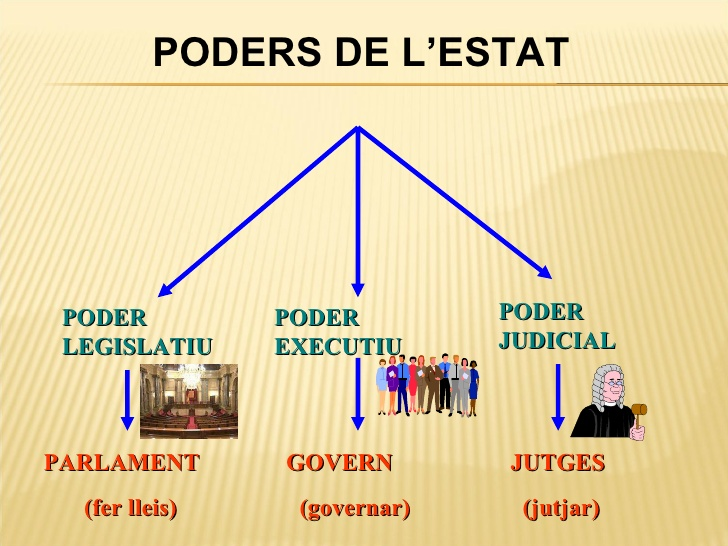 PODERS DE L’ESTAT
PODER
LEGISLATIU
PODER
EXECUTIU
PODER
JUDICIAL
PARLAMENT
(fer lleis)
GOVERN
(governar)
JUTGES
(jutjar)